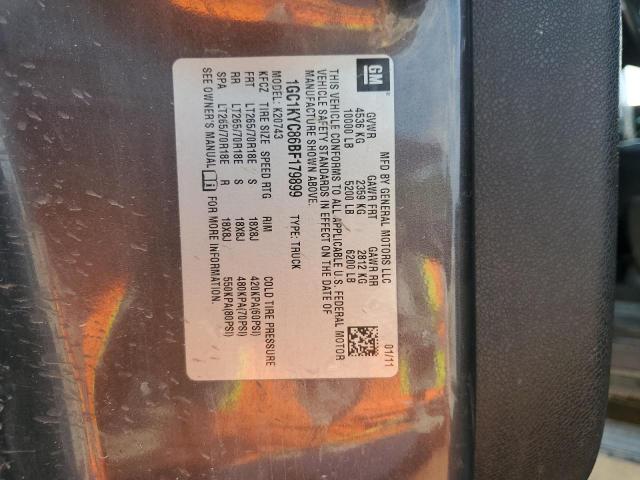 GM
MFD BY GENERAL MOTORS LLC
01/11
GVWR GAWR FRT GAWR RR
4536 KG 2359 KG 2812 KG
10000 LB 5200 LB 6200 LB
THIS VEHICLE CONFORMS TO ALL APPLICABLE U.S. FEDERAL MOTOR
VEHICLE SAFETY STANDARDS IN EFFECT ON THE DATE OF
MANUFACTURE SHOWN ABOVE.
1GC1KYC86BF179899 TYPE: TRUCK
MODEL: K20743
KFCZ TIRE SIZE SPEED RTG RIM COLD TIRE PRESSURE
FRT LT265/70R18E S 18X8J 420KPA(60PSI)
RR LT265/70R18E S 18X8J 480KPA(70PSI)
SPA LT265/70R18E R 18X8J 550KPA(80PSI)
SEE OWNER'S MANUAL FOR MORE INFORMATION.